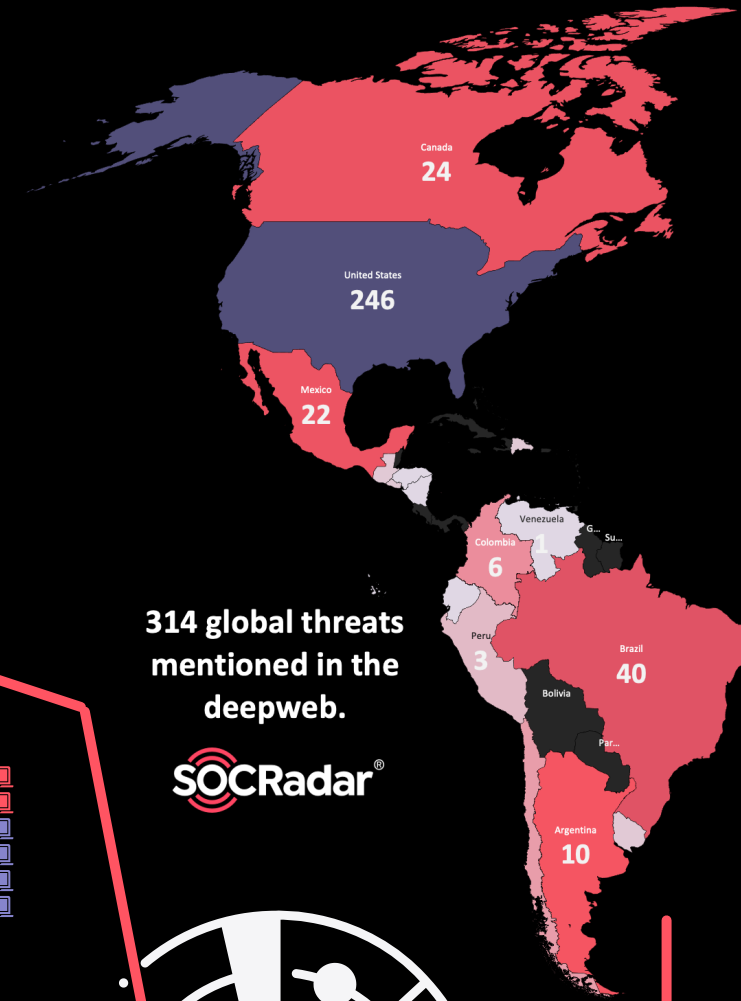 Canada
24
United States
246
Mexico
22
Venezuela
1
G...
Su...
Colombia
6
Peru
3
Brazil
40
Bolivia
Par...
Argentina
10
314 global threats
mentioned in the
deepweb.
SOCRadar®